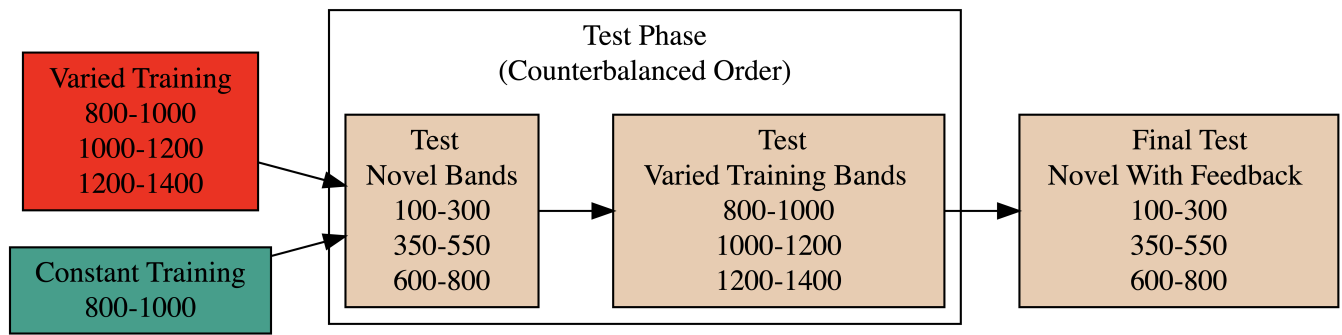 Varied Training
800-1000
1000-1200
1200-1400
Constant Training
800-1000
Test Phase
(Counterbalanced Order)
Test
Novel Bands
100-300
350-550
600-800
Test
Varied Training Bands
800-1000
1000-1200
1200-1400
Final Test
Novel With Feedback
100-300
350-550
600-800